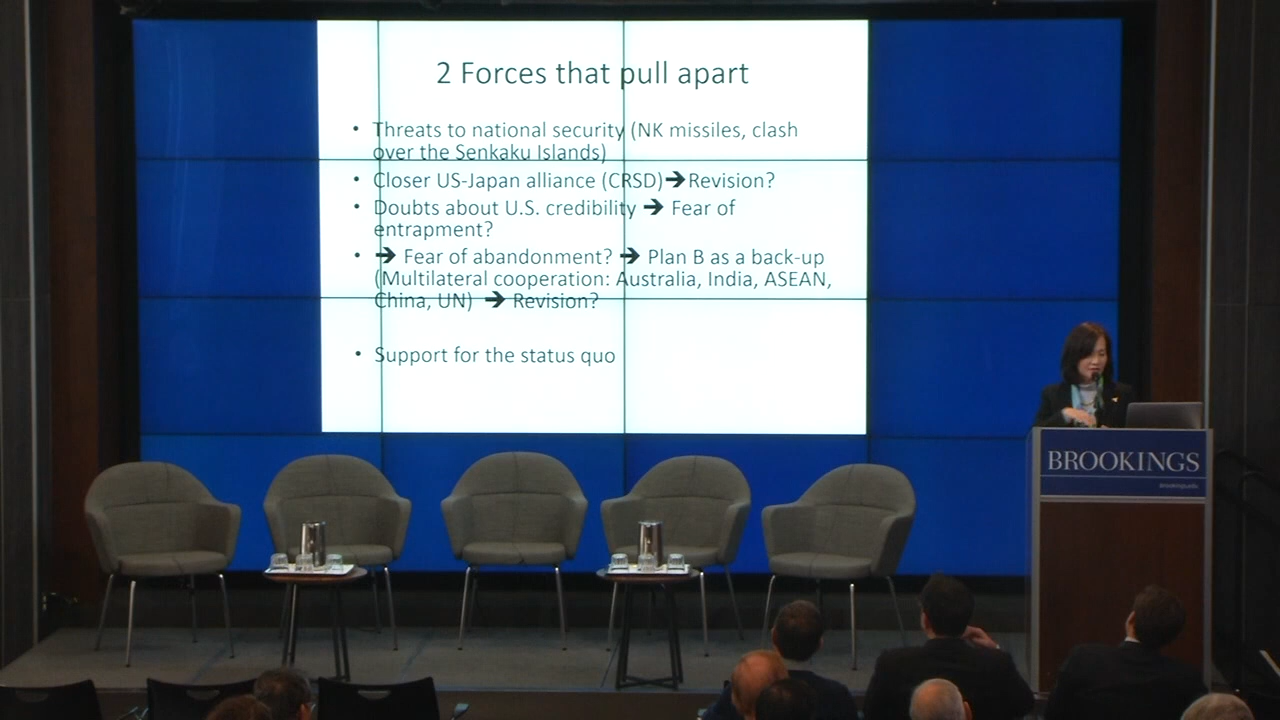 2 Forces that pull apart
• Threats to national security (NK missiles, clash
over the Senkaku Islands)
• Closer US-Japan alliance (CRSD)➔Revision?
• Doubts about U.S. credibility ➔ Fear of
entrapment?
• ➔ Fear of abandonment? ➔ Plan B as a back-up
(Multilateral cooperation: Australia, India, ASEAN,
China, UN) ➔ Revision?
• Support for the status quo
BROOKINGS